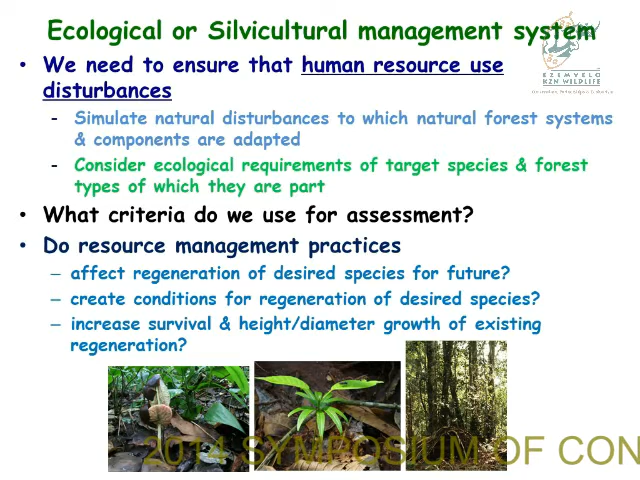 Ecological or Silvicultural management system
EZEMVELO
KZN WILDLIFE
• We need to ensure that human resource use
disturbances
- Simulate natural disturbances to which natural forest systems
& components are adapted
- Consider ecological requirements of target species & forest
types of which they are part
• What criteria do we use for assessment?
• Do resource management practices
– affect regeneration of desired species for future?
– create conditions for regeneration of desired species?
– increase survival & height/diameter growth of existing
regeneration?
2014 SYMPOSIUM OF CON